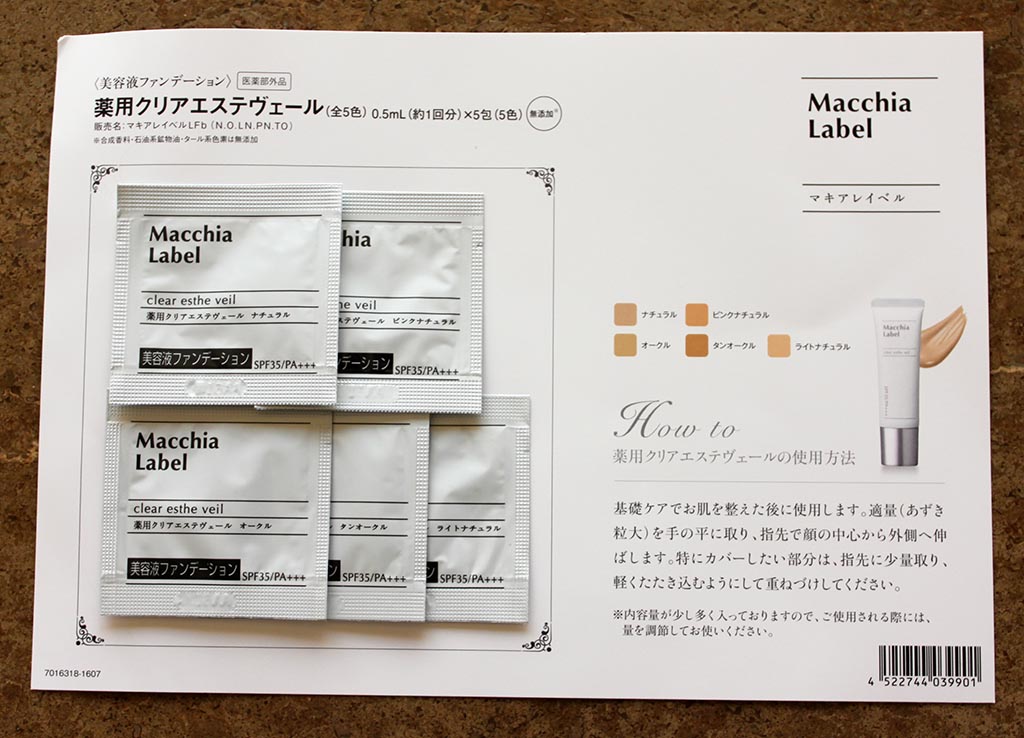 〈美容液ファンデーション〉 医薬部外品
薬用クリアエステヴェール(全5色) 0.5mL(約1回分)×5包(5色) 無添加※
販売名:マキアレイベルLFb(N.O.LN.PN.TO)
※合成香料・石油系鉱物油・タール系色素は無添加
Macchia
Label
マキアレイベル
Macchia
Label
clear esthe veil
薬用クリアエステヴェール ナチュラル
美容液ファンデーション SPF35/PA+++
hia
ステヴェール ピンクナチュラル
ンデーション SPF35/PA+++
Macchia
Label
clear esthe veil
薬用クリアエステヴェール オークル
美容液ファンデーション SPF35/PA+++
タンオークル
ン SPF35/PA+++
ライトナチュラル
SPF35/PA+++
ナチュラル ピンクナチュラル
オークル タンオークル ライトナチュラル
Macchia
Label
clear esthe veil
How to
薬用クリアエステヴェールの使用方法
基礎ケアでお肌を整えた後に使用します。適量(あずき
粒大)を手の平に取り、指先で顔の中心から外側へ伸
ばします。特にカバーしたい部分は、指先に少量取り、
軽くたたき込むようにして重ねづけしてください。
※内容量が少し多く入っておりますので、ご使用される際には、
量を調節してお使いください。
7016318-1607
4 522744 039901